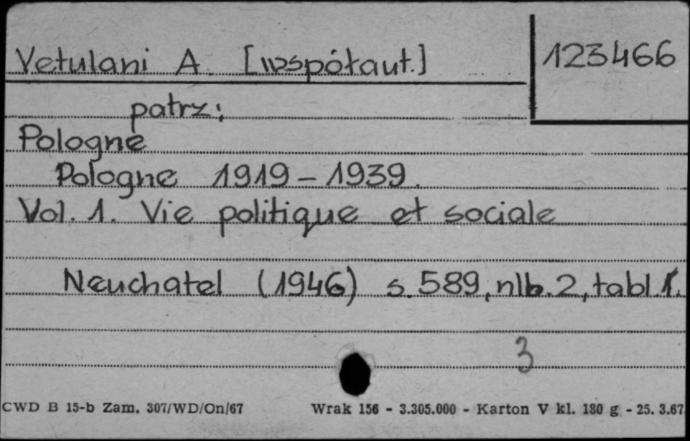 Vetulani A. [współaut.]
123466
patrz:
Pologne
Pologne 1919-1939.
Vol. 1. Vie politique et sociale
Neuchatel (1946) s. 589, nlb. 2, tabl. 1.
3
CWD B 15-b Zam. 307/WD/On/67 Wrak 156 - 3.305.000 - Karton V kl. 180 g - 25. 3.67